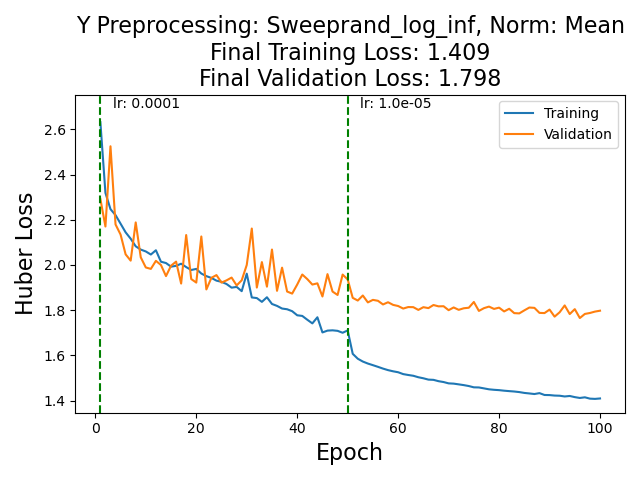 Y Preprocessing: Sweeprand_log_inf, Norm: Mean
Final Training Loss: 1.409
Final Validation Loss: 1.798
lr: 0.0001
lr: 1.0e-05
Training
Validation
Huber Loss
2.6
2.4
2.2
2.0
1.8
1.6
1.4
0
20
40
60
80
100
Epoch